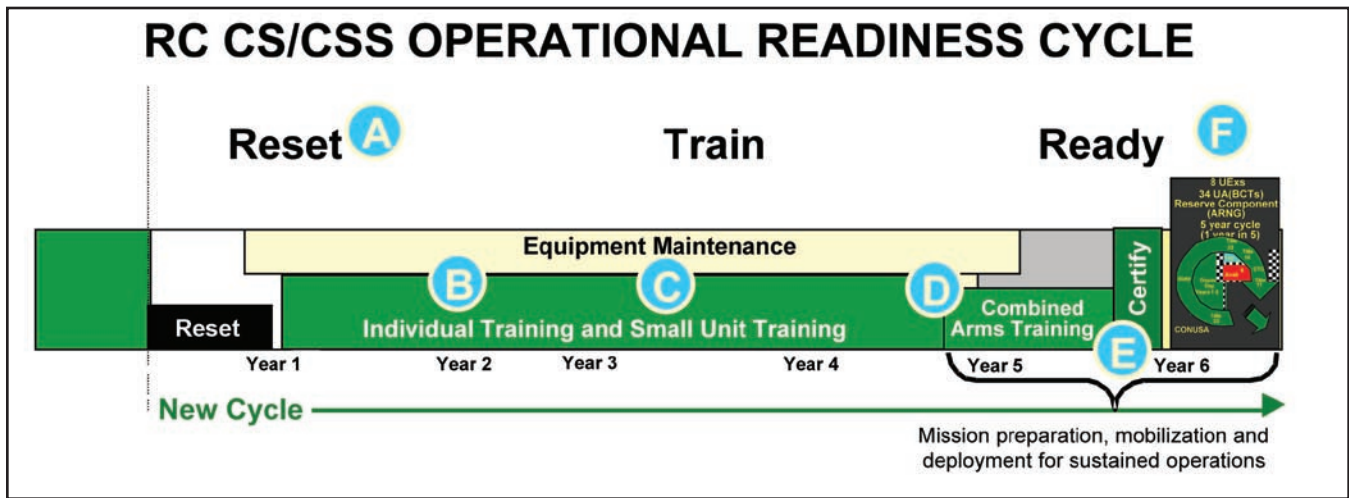 RC CS/CSS OPERATIONAL READINESS CYCLE
Reset
A
Train
Ready
F
8 UExs
34 UA(BCTs)
Reserve Component
(ARNG)
5 year cycle
(1 year in 5)
Equipment Maintenance
B
C
D
Certify
Reset
Individual Training and Small Unit Training
Combined
Arms Training
E
CONUSA
Year 1
Year 2
Year 3
Year 4
Year 5
Year 6
New Cycle
Mission preparation, mobilization and
deployment for sustained operations